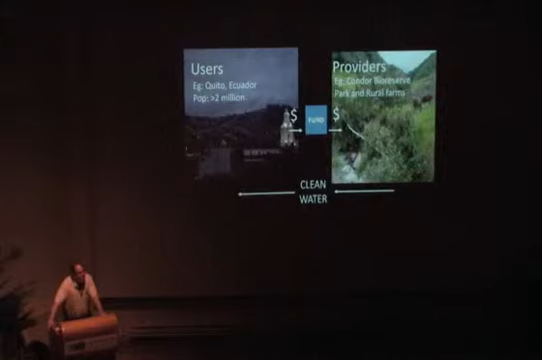 Users
Eg: Quito, Ecuador
Pop: >2 million
Providers
Eg. Condor Bioreserve
Park and Rural farms
$
FUND
$
CLEAN
WATER